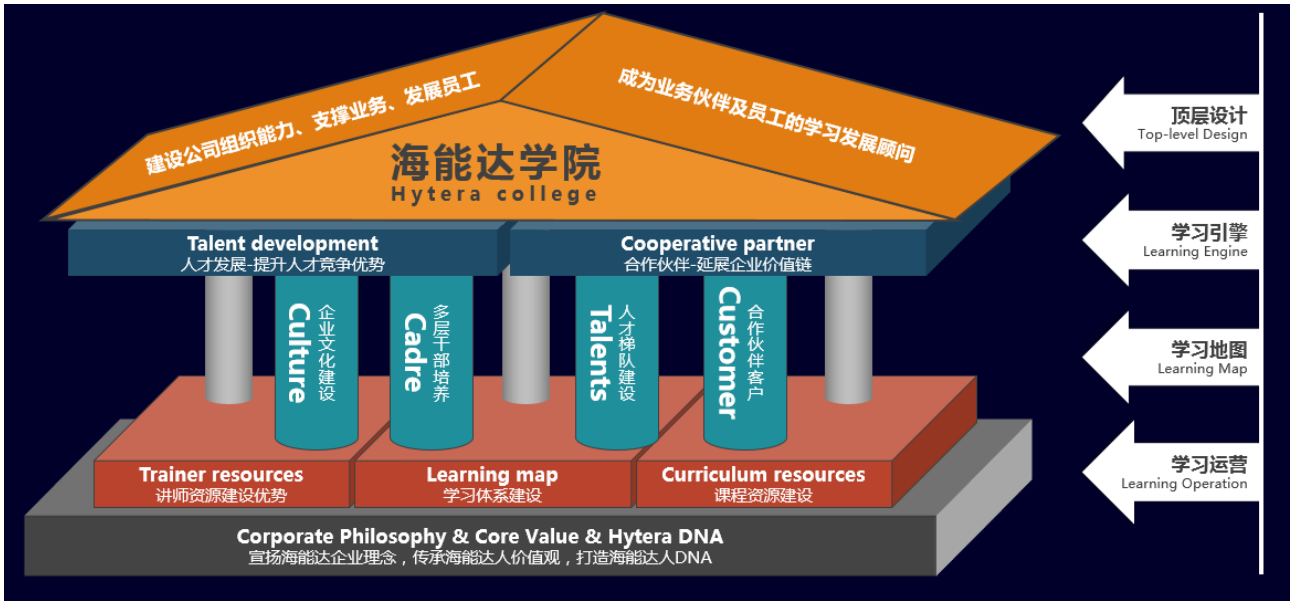 建设公司组织能力、支撑业务、发展员工
成为业务伙伴及员工的学习发展顾问
海能达学院
Hytera college
Talent development
人才发展-提升人才竞争优势
Cooperative partner
合作伙伴-延展企业价值链
企业文化建设
Culture
多层干部培养
Cadre
人才梯队建设
Talents
合作伙伴客户
Customer
Trainer resources
讲师资源建设优势
Learning map
学习体系建设
Curriculum resources
课程资源建设
Corporate Philosophy & Core Value & Hytera DNA
宣扬海能达企业理念，传承海能达人价值观，打造海能达人DNA
顶层设计
Top-level Design
学习引擎
Learning Engine
学习地图
Learning Map
学习运营
Learning Operation